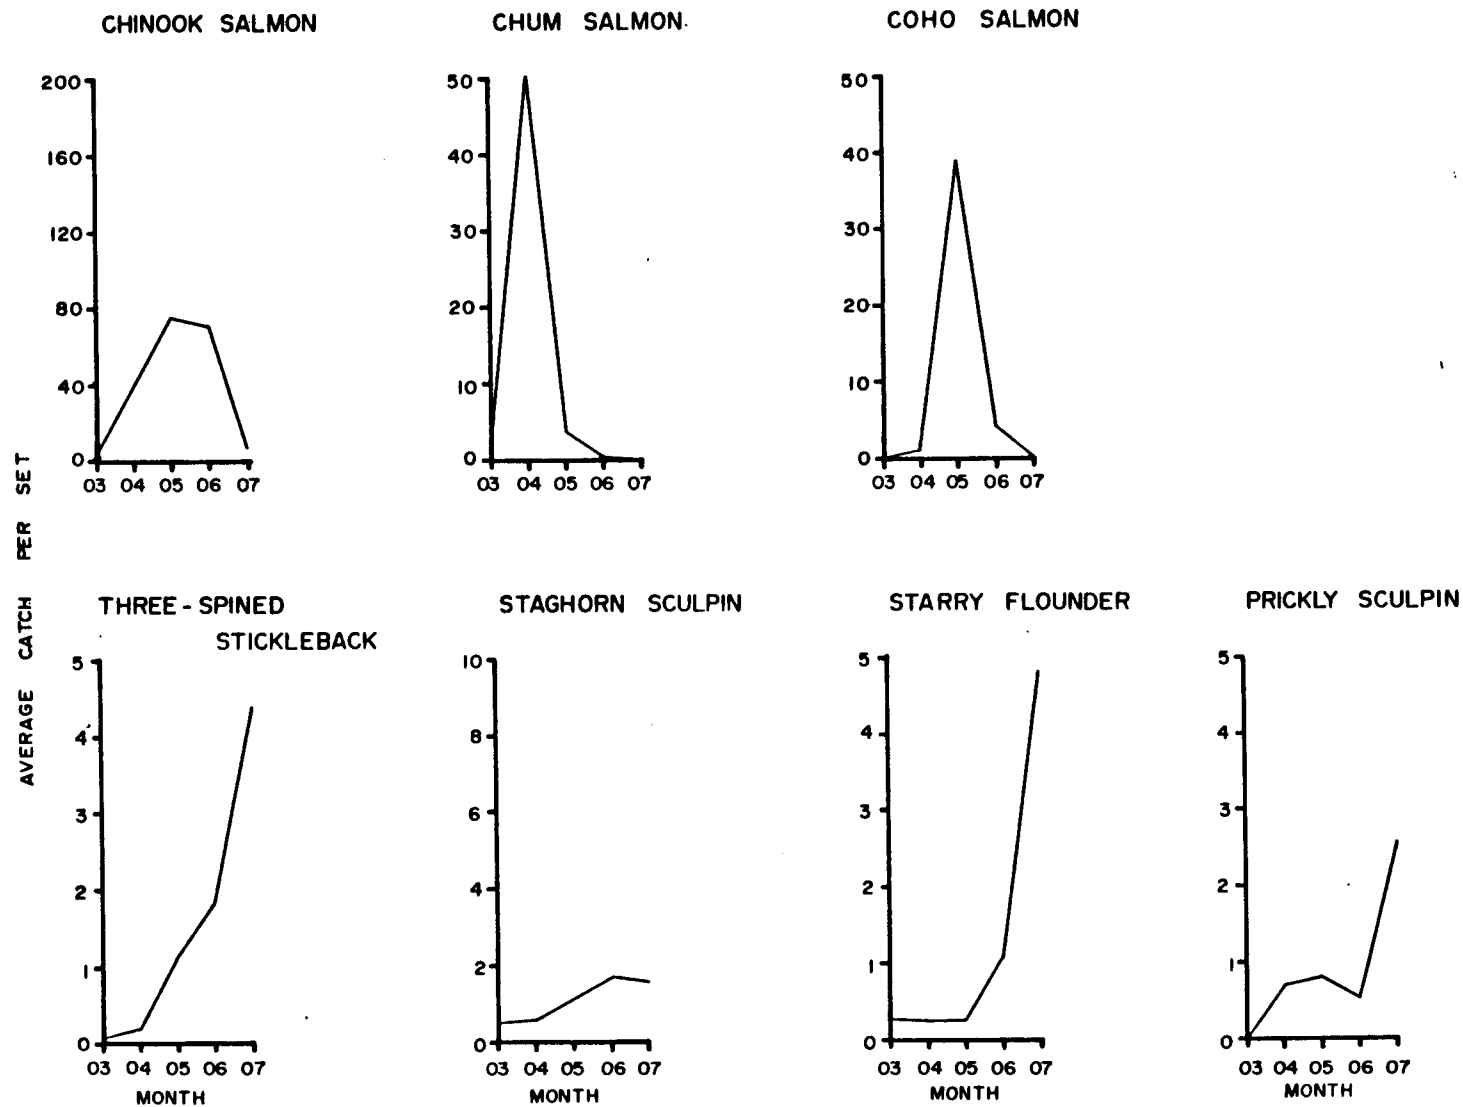 CHINOOK SALMON
200
160
120
80
40
0
03 04 05 06 07
CHUM SALMON
50
40
30
20
10
0
03 04 05 06 07
COHO SALMON
50
40
30
20
10
0
03 04 05 06 07
AVERAGE CATCH PER SET
THREE-SPINED
STICKLEBACK
5
4
3
2
1
0
03 04 05 06 07
MONTH
STAGHORN SCULPIN
10
8
6
4
2
0
03 04 05 06 07
MONTH
STARRY FLOUNDER
5
4
3
2
1
0
03 04 05 06 07
MONTH
PRICKLY SCULPIN
5
4
3
2
1
0
03 04 05 06 07
MONTH